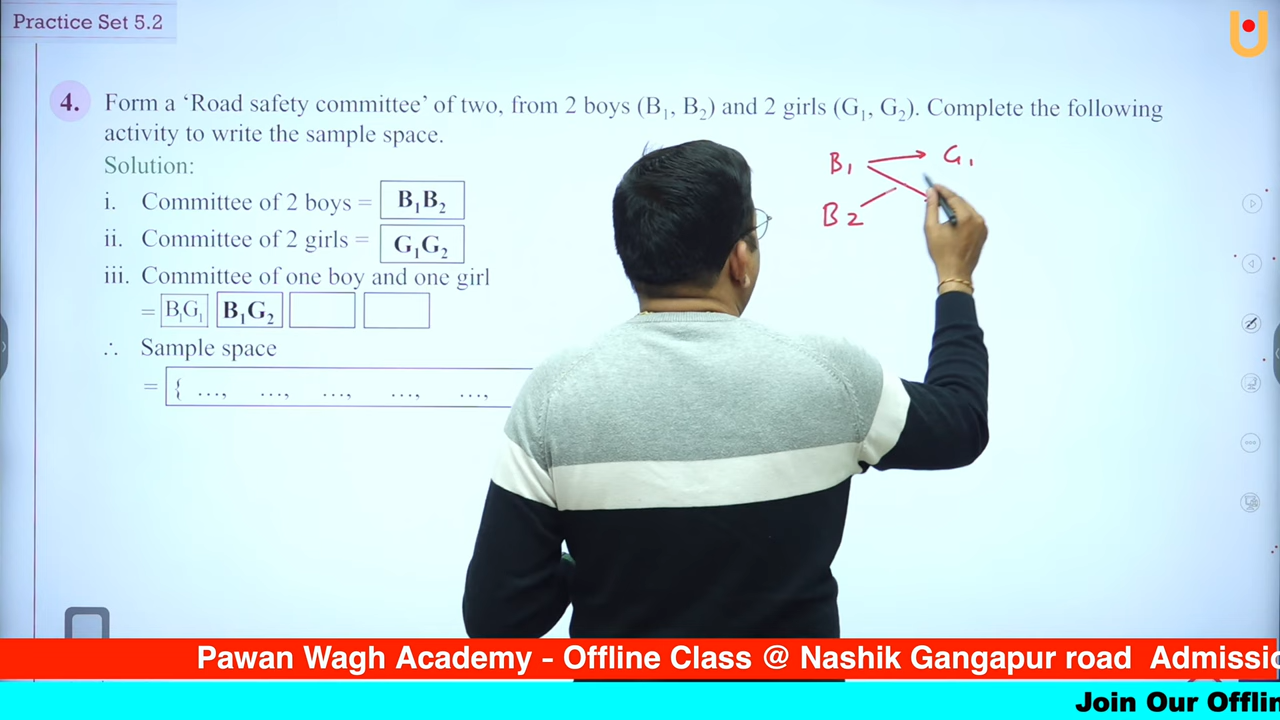 Practice Set 5.2
4. Form a ‘Road safety committee’ of two, from 2 boys (B₁, B₂) and 2 girls (G₁, G₂). Complete the following
activity to write the sample space.
Solution:
i. Committee of 2 boys = B₁B₂
ii. Committee of 2 girls = G₁G₂
iii. Committee of one boy and one girl
= B₁G₁ B₁G₂
∴ Sample space
= { ..., ..., ..., ..., ...,
B₁ → G₁
B2
Pawan Wagh Academy - Offline Class @ Nashik Gangapur road Admissi
Join Our Offli